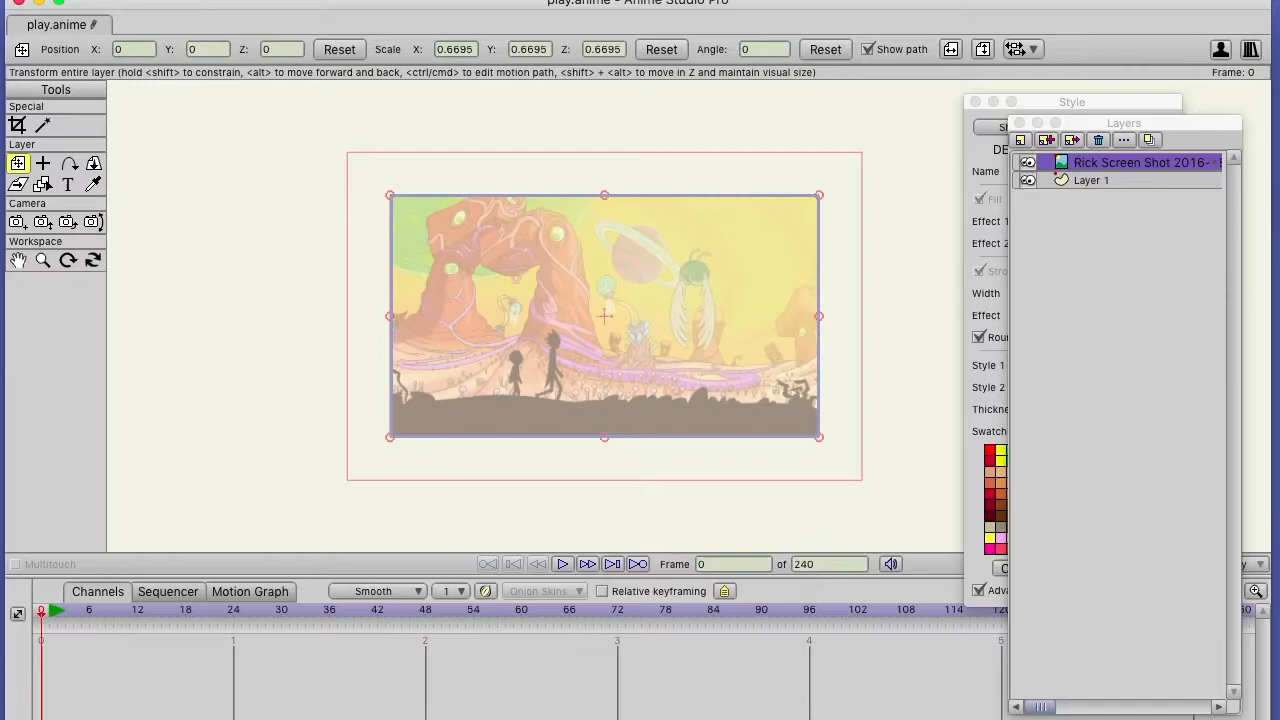 play.anime - Anime Studio Pro
play.anime
Position X: 0 Y: 0 Z: 0 Reset Scale X: 0.6695 Y: 0.6695 Z: 0.6695 Reset Angle: 0 Reset Show path
Transform entire layer (hold <shift> to constrain, <alt> to move forward and back, <ctrl/cmd> to edit motion path, <shift> + <alt> to move in Z and maintain visual size) Frame: 0
Tools
Special
Layer
Camera
Workspace
Style
Name
Fill
Effect 1
Effect 2
Width
Effect
Style 1
Style 2
Swatc
Layers
Rick Screen Shot 2016-
Layer 1
Multitouch
Frame 0 of 240
Channels Sequencer Motion Graph Smooth 1 Onion Skins Relative keyframing
0 6 12 18 24 30 36 42 48 54 60 66 72 78 84 90 96 102 108 114
0 1 2 3 4 5